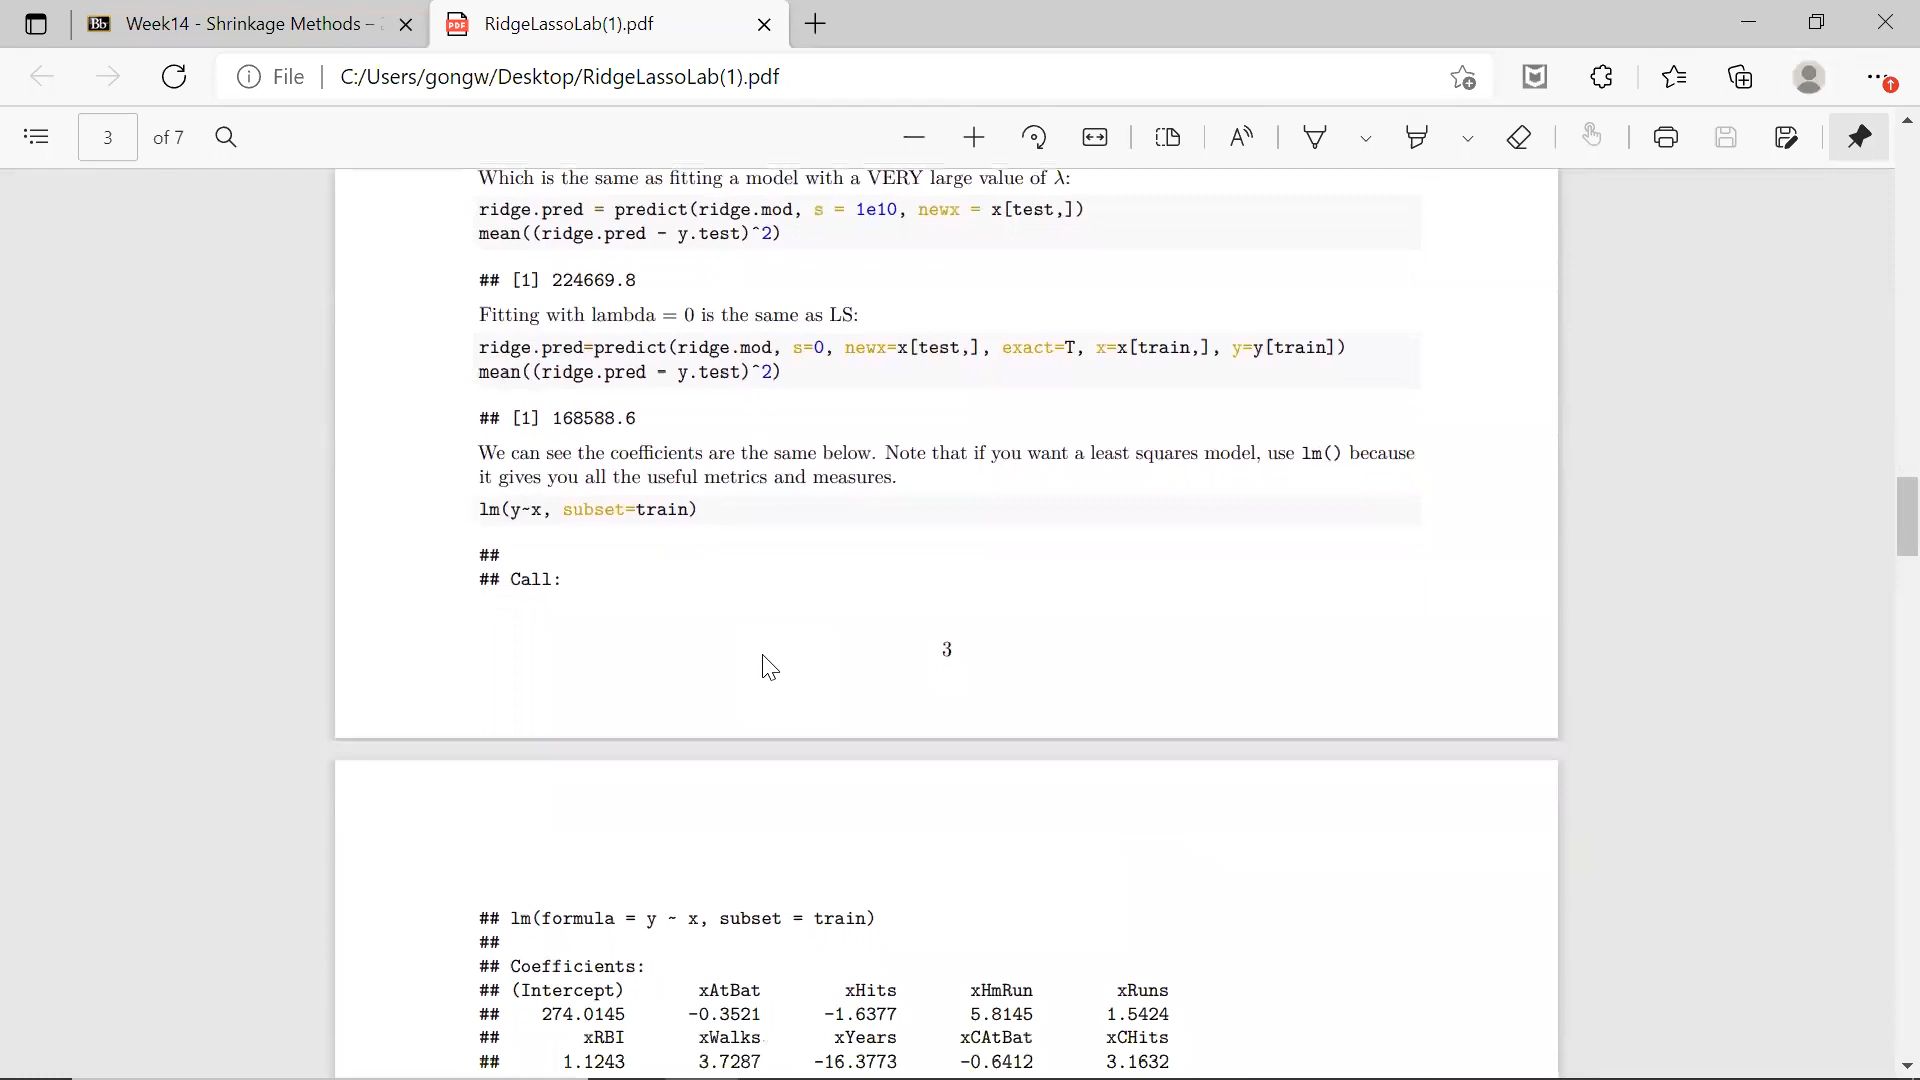 Week14 - Shrinkage Methods –
RidgeLassoLab(1).pdf
File
C:/Users/gongw/Desktop/RidgeLassoLab(1).pdf
3 of 7
Which is the same as fitting a model with a VERY large value of λ:
ridge.pred = predict(ridge.mod, s = 1e10, newx = x[test,])
mean((ridge.pred - y.test)^2)
## [1] 224669.8
Fitting with lambda = 0 is the same as LS:
ridge.pred=predict(ridge.mod, s=0, newx=x[test,], exact=T, x=x[train,], y=y[train])
mean((ridge.pred - y.test)^2)
## [1] 168588.6
We can see the coefficients are the same below. Note that if you want a least squares model, use lm() because
it gives you all the useful metrics and measures.
lm(y~x, subset=train)
##
## Call:
3
## lm(formula = y ~ x, subset = train)
##
## Coefficients:
## (Intercept) xAtBat xHits xHmRun xRuns
## 274.0145 -0.3521 -1.6377 5.8145 1.5424
## xRBI xWalks xYears xCAtBat xCHits
## 1.1243 3.7287 -16.3773 -0.6412 3.1632